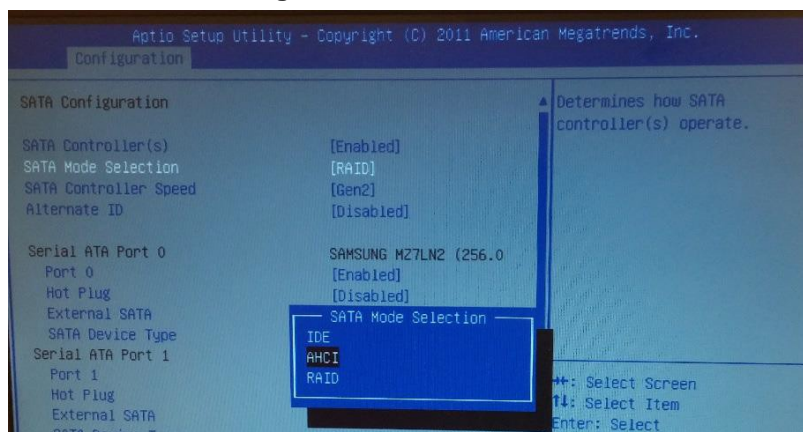 Aptio Setup Utility – Copyright (C) 2011 American Megatrends, Inc.
Configuration
SATA Configuration
SATA Controller(s) [Enabled]
SATA Mode Selection [RAID]
SATA Controller Speed [Gen2]
Alternate ID [Disabled]
Serial ATA Port 0 SAMSUNG MZ7LN2 (256.0
Port 0 [Enabled]
Hot Plug [Disabled]
External SATA
SATA Device Type
Serial ATA Port 1
Port 1
Hot Plug
External SATA
SATA Mode Selection
IDE
AHCI
RAID
Determines how SATA
controller(s) operate.
: Select Screen
↑↓: Select Item
Enter: Select